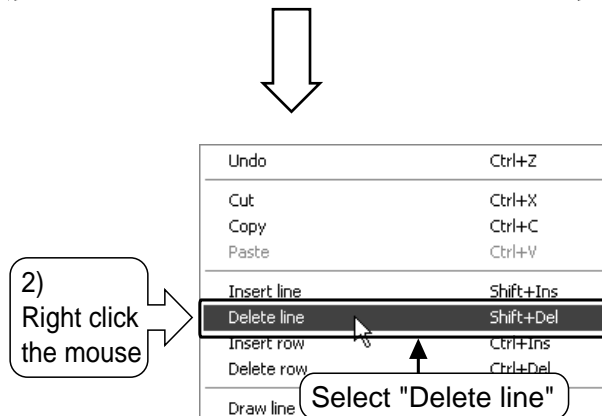 Undo Ctrl+Z
Cut Ctrl+X
Copy Ctrl+C
Paste Ctrl+V
2)
Right click
the mouse
Insert line Shift+Ins
Delete line Shift+Del
Insert row Ctrl+Ins
Delete row Ctrl+Del
Select "Delete line"
Draw line